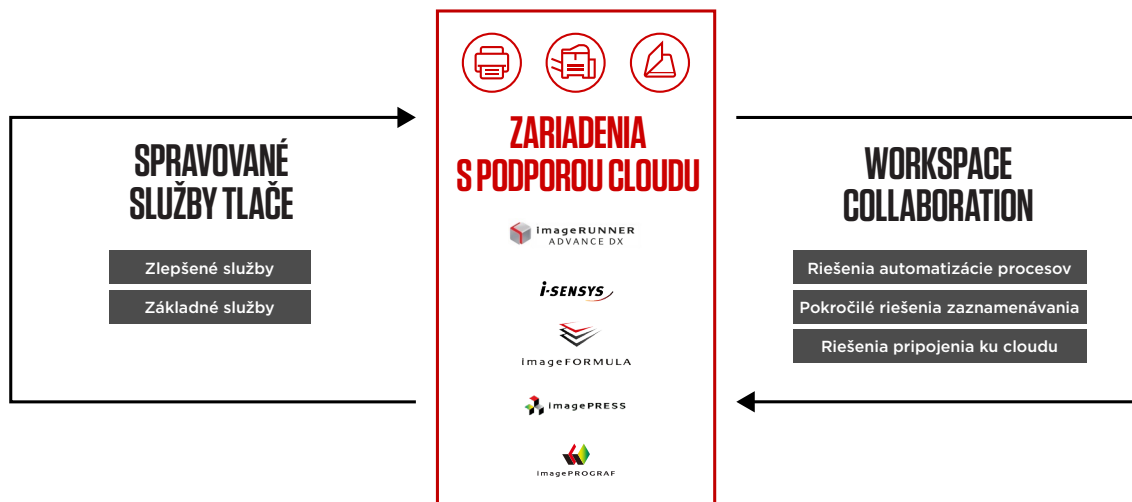 SPRAVOVANÉ
SLUŽBY TLAČE
Zlepšené služby
Základné služby
ZARIADENIA
S PODPOROU CLOUDU
imageRUNNER
ADVANCE DX
i-SENSYS
imageFORMULA
imagePRESS
imagePROGRAF
WORKSPACE
COLLABORATION
Riešenia automatizácie procesov
Pokročilé riešenia zaznamenávania
Riešenia pripojenia ku cloudu